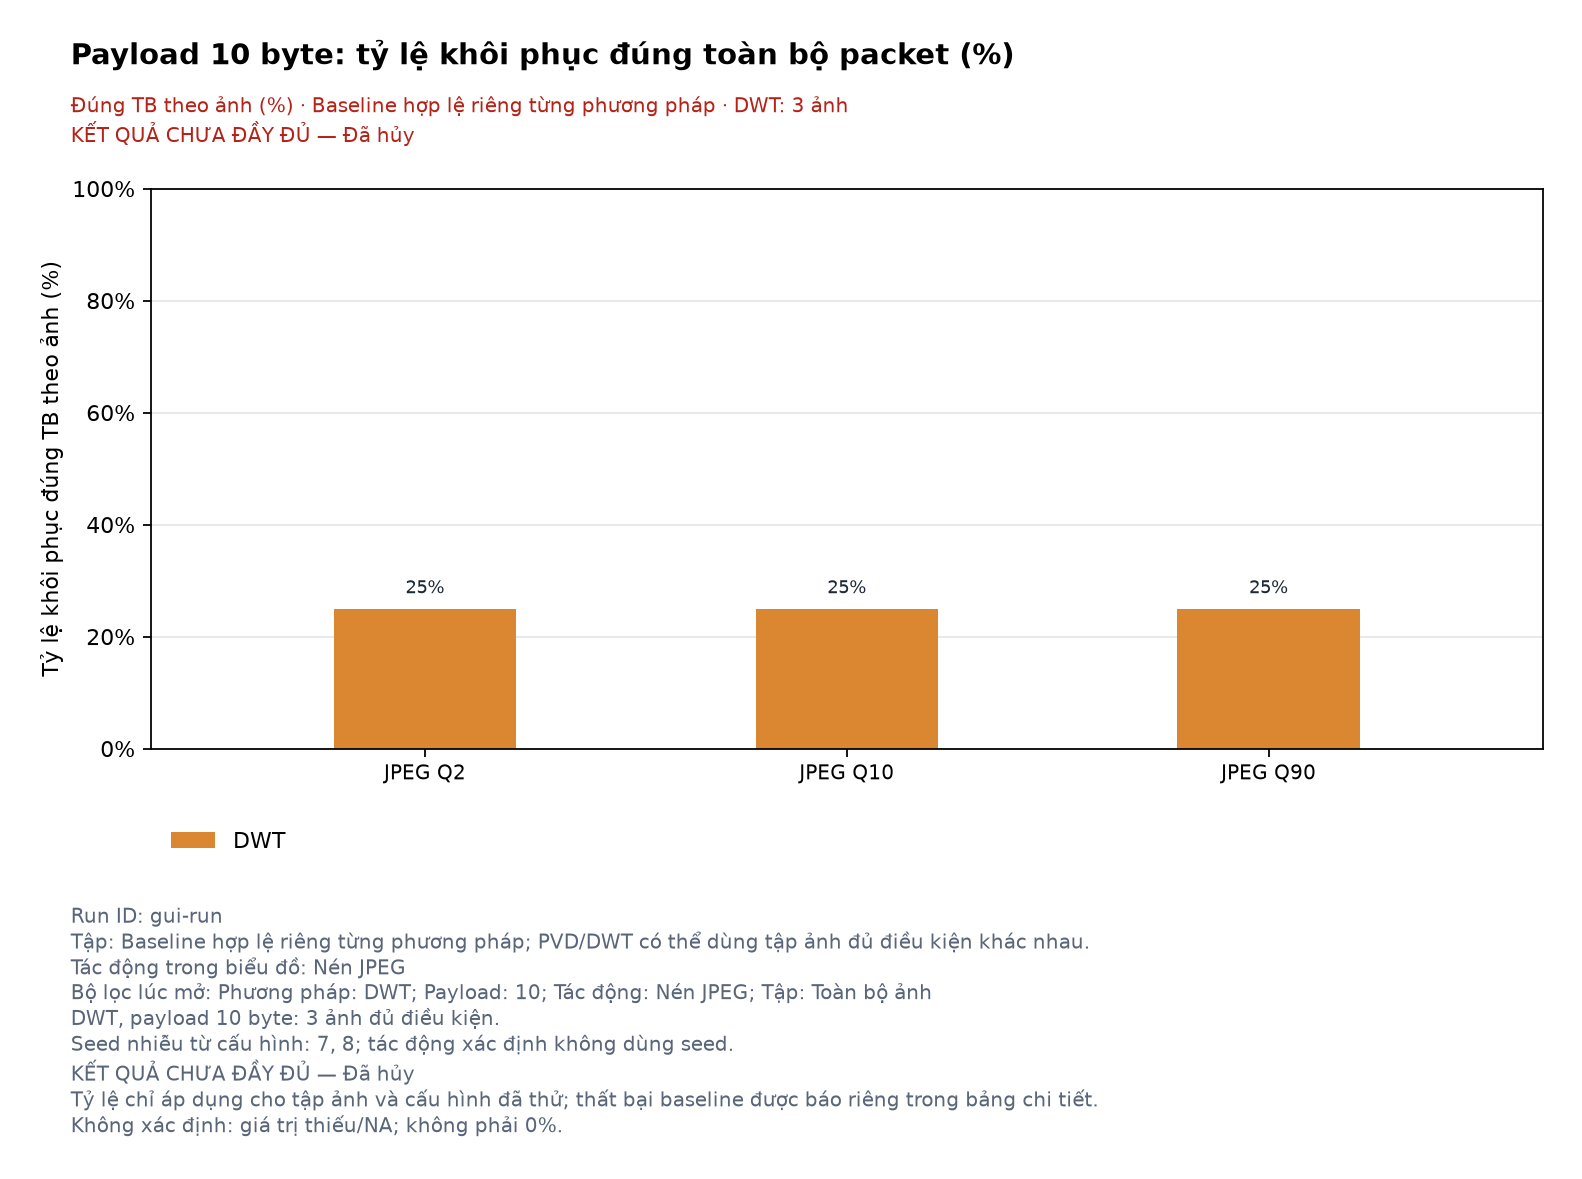 Payload 10 byte: tỷ lệ khôi phục đúng toàn bộ packet (%)
Đúng TB theo ảnh (%) · Baseline hợp lệ riêng từng phương pháp · DWT: 3 ảnh
KẾT QUẢ CHƯA ĐẦY ĐỦ — Đã hủy
Tỷ lệ khôi phục đúng TB theo ảnh (%)
100%
80%
60%
40%
20%
0%
25%
25%
25%
JPEG Q2
JPEG Q10
JPEG Q90
DWT
Run ID: gui-run
Tập: Baseline hợp lệ riêng từng phương pháp; PVD/DWT có thể dùng tập ảnh đủ điều kiện khác nhau.
Tác động trong biểu đồ: Nén JPEG
Bộ lọc lúc mở: Phương pháp: DWT; Payload: 10; Tác động: Nén JPEG; Tập: Toàn bộ ảnh
DWT, payload 10 byte: 3 ảnh đủ điều kiện.
Seed nhiễu từ cấu hình: 7, 8; tác động xác định không dùng seed.
KẾT QUẢ CHƯA ĐẦY ĐỦ — Đã hủy
Tỷ lệ chỉ áp dụng cho tập ảnh và cấu hình đã thử; thất bại baseline được báo riêng trong bảng chi tiết.
Không xác định: giá trị thiếu/NA; không phải 0%.